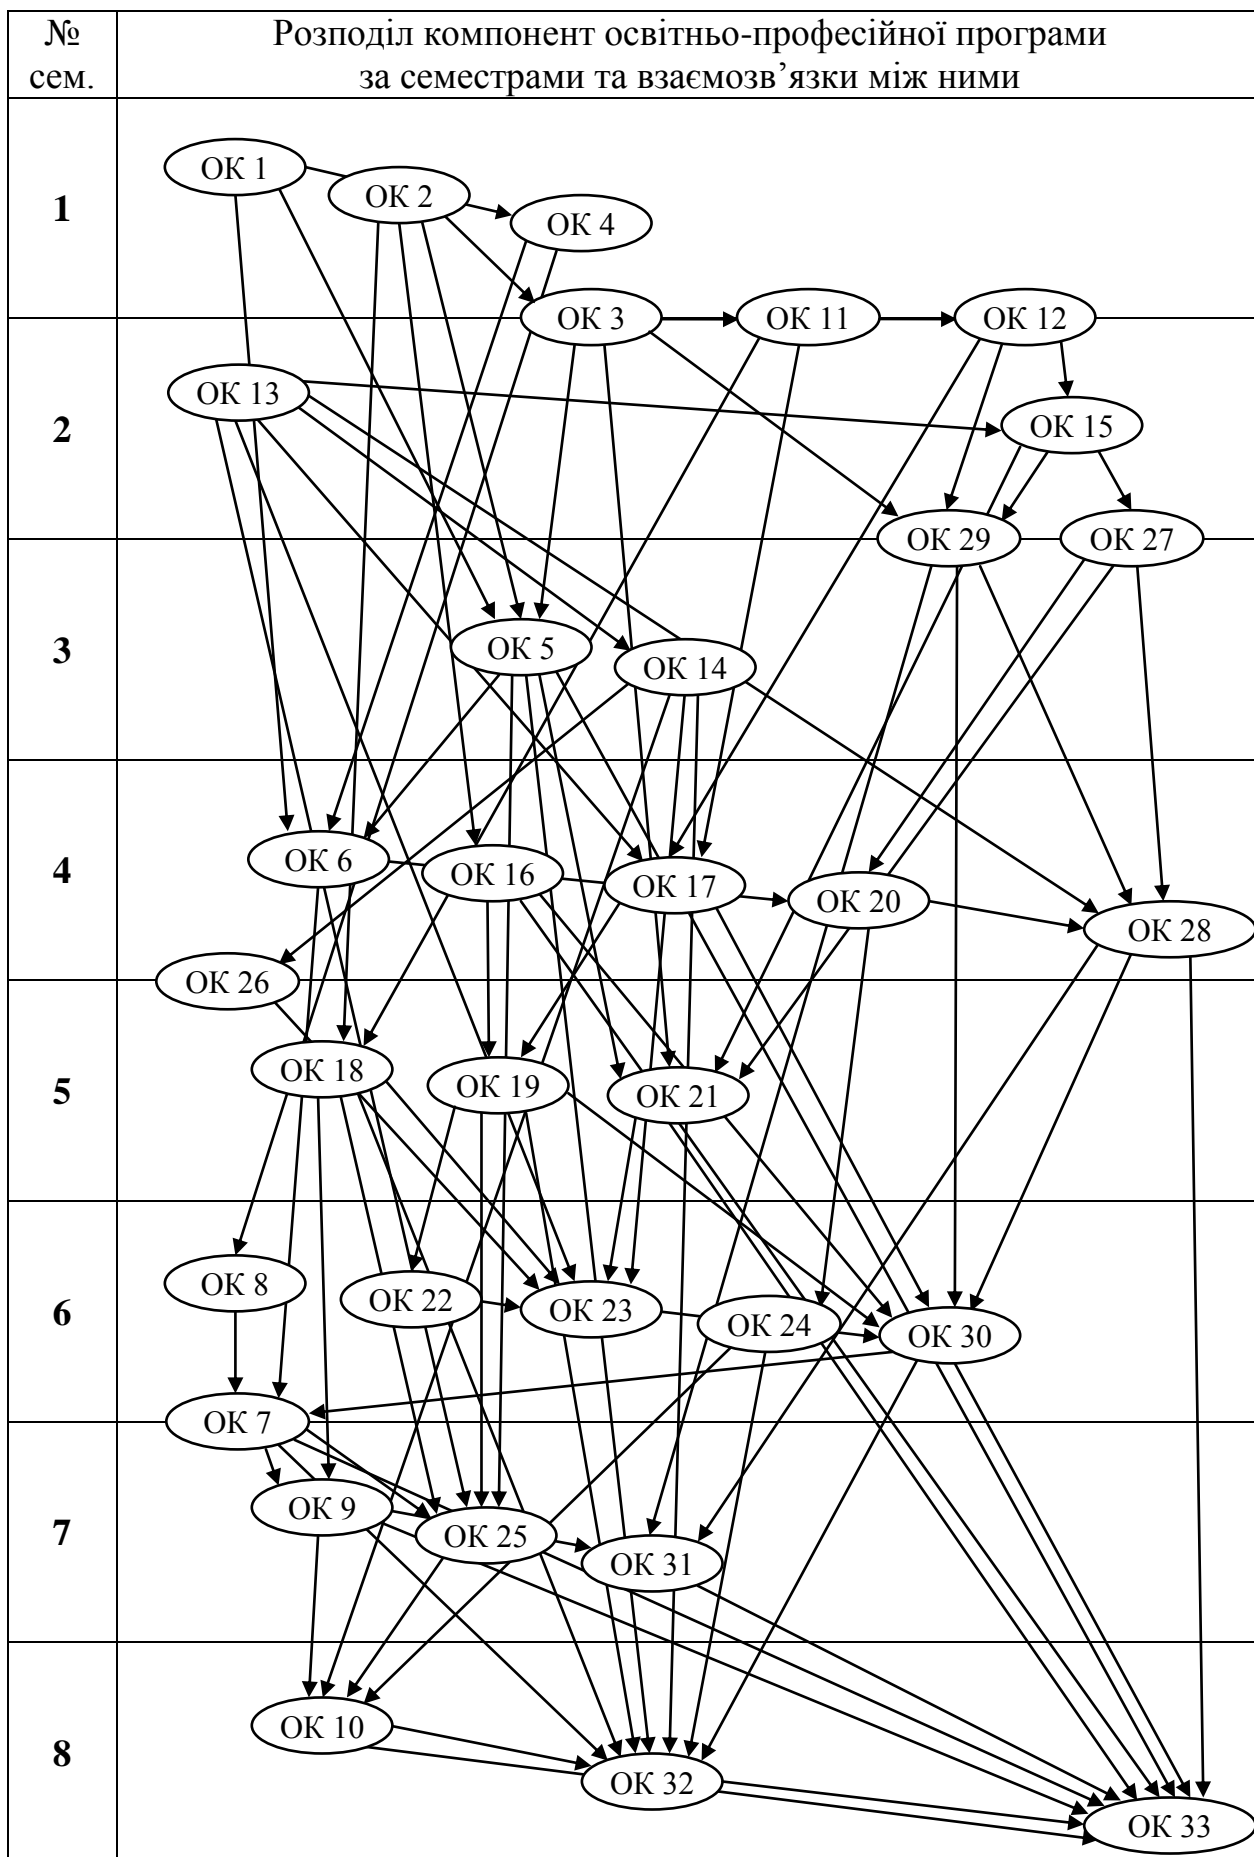 №
сем.
Розподіл компонент освітньо-професійної програми
за семестрами та взаємозв’язки між ними
1
ОК 1
ОК 2
ОК 4
ОК 3
ОК 11
ОК 12
2
ОК 13
ОК 15
ОК 29
ОК 27
3
ОК 5
ОК 14
4
ОК 6
ОК 16
ОК 17
ОК 20
ОК 28
ОК 26
5
ОК 18
ОК 19
ОК 21
6
ОК 8
ОК 22
ОК 23
ОК 24
ОК 30
ОК 7
7
ОК 9
ОК 25
ОК 31
8
ОК 10
ОК 32
ОК 33